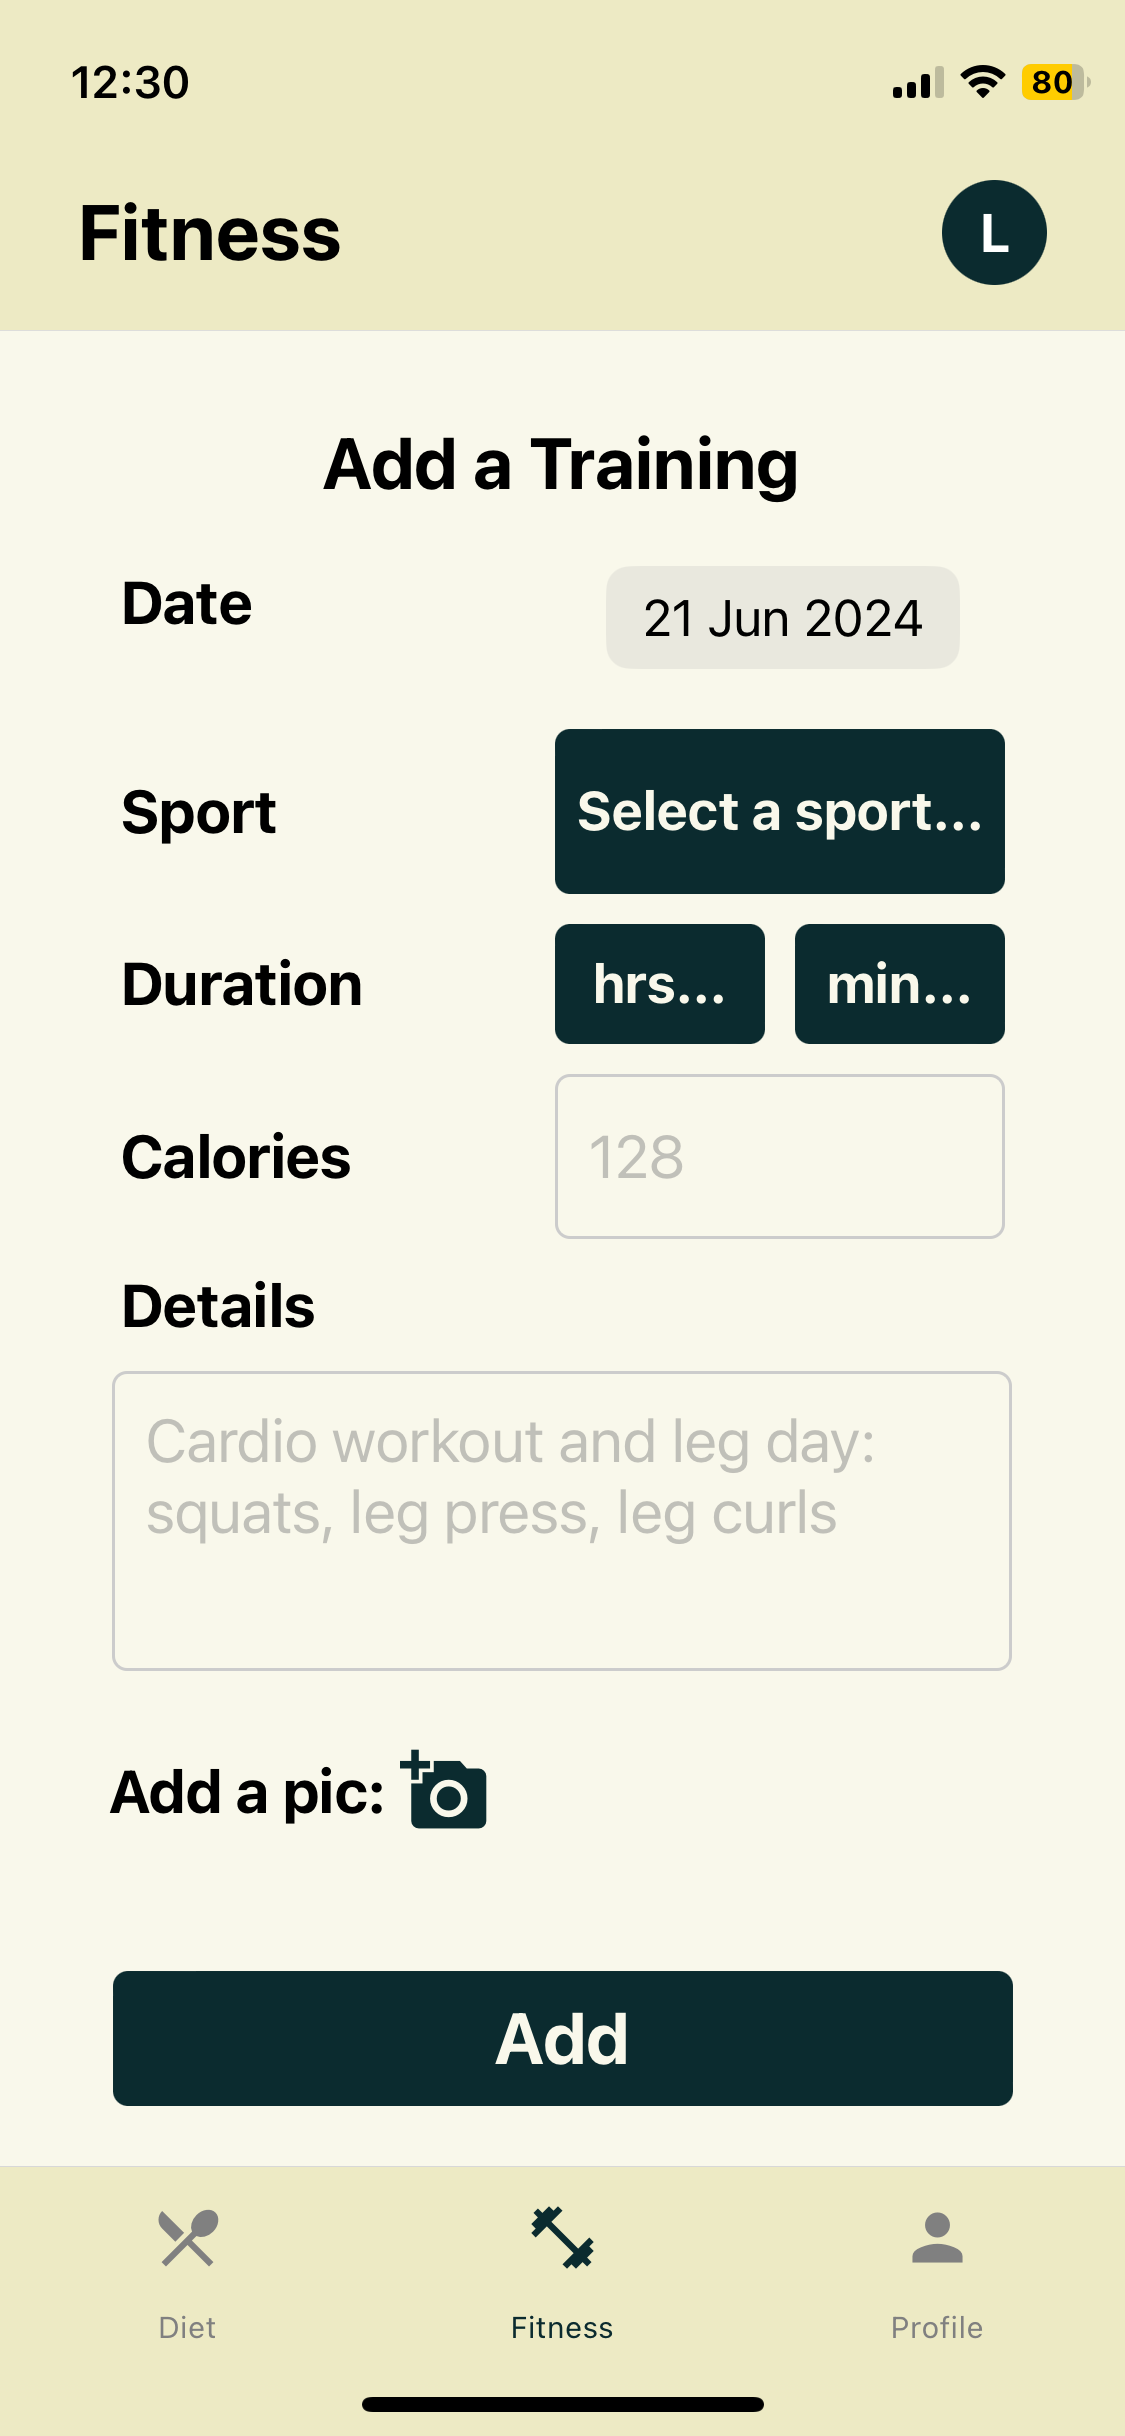 12:30
80
Fitness
L
Add a Training
Date
21 Jun 2024
Sport
Select a sport...
Duration
hrs...
min...
Calories
128
Details
Cardio workout and leg day:
squats, leg press, leg curls
Add a pic:
Add
Diet
Fitness
Profile